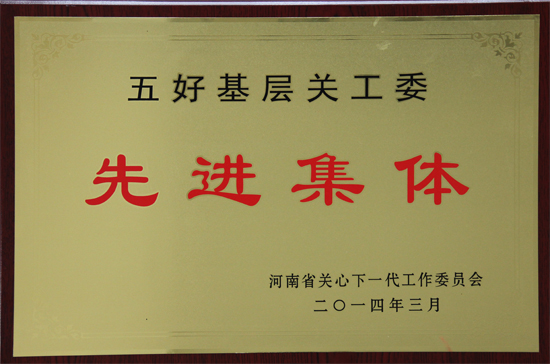 五好基层关工委
先进集体
河南省关心下一代工作委员会
二〇一四年三月